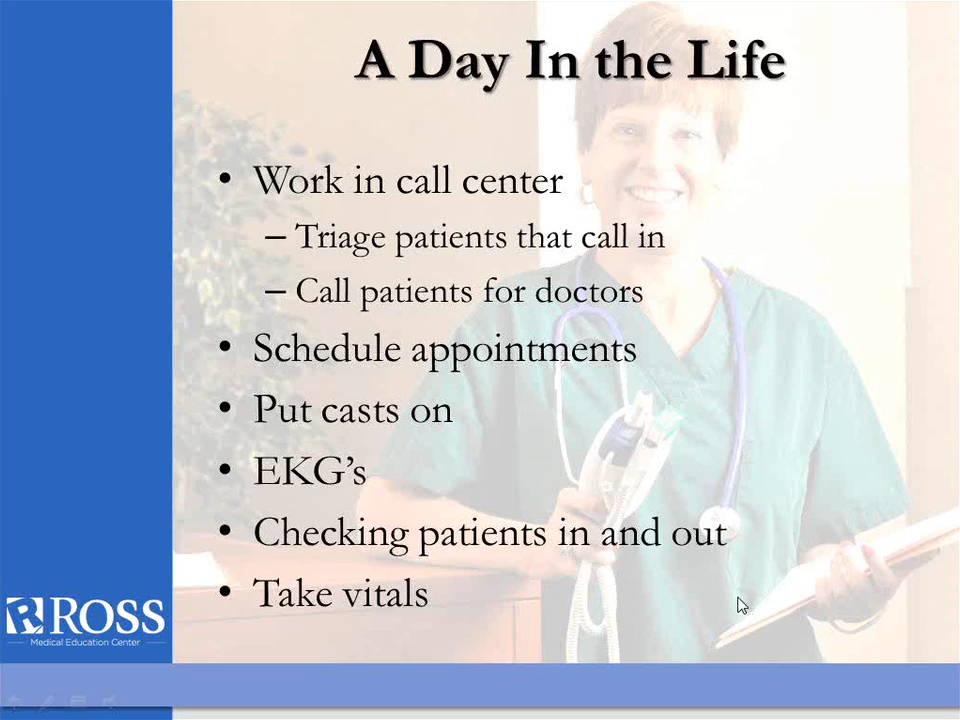 A Day In the Life
• Work in call center
– Triage patients that call in
– Call patients for doctors
• Schedule appointments
• Put casts on
• EKG’s
• Checking patients in and out
• Take vitals
ROSS
Medical Education Center